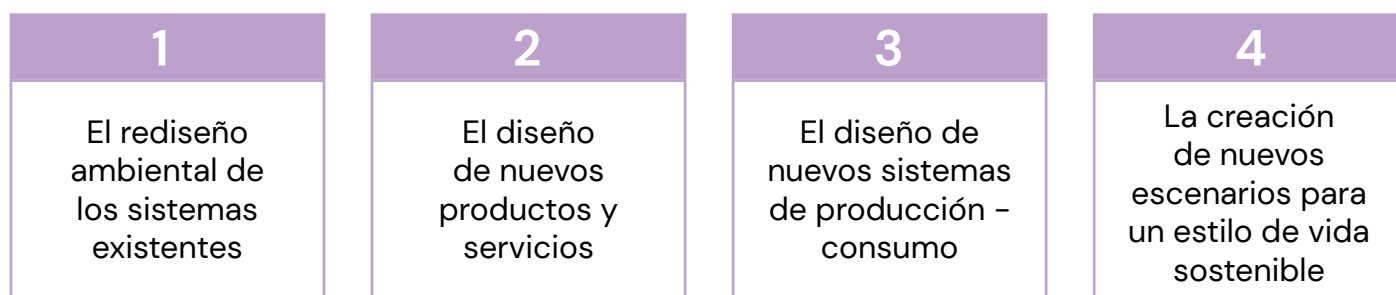 1
El rediseño
ambiental de
los sistemas
existentes
2
El diseño
de nuevos
productos y
servicios
3
El diseño de
nuevos sistemas
de producción -
consumo
4
La creación
de nuevos
escenarios para
un estilo de vida
sostenible